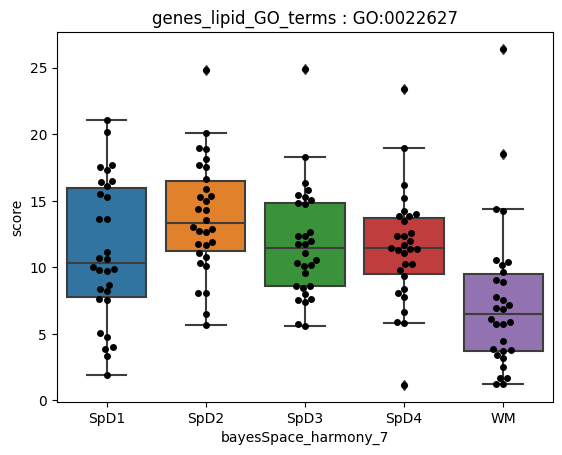 genes_lipid_GO_terms : GO:0022627
25
20
15
10
5
0
score
SpD1 SpD2 SpD3 SpD4 WM
bayesSpace_harmony_7